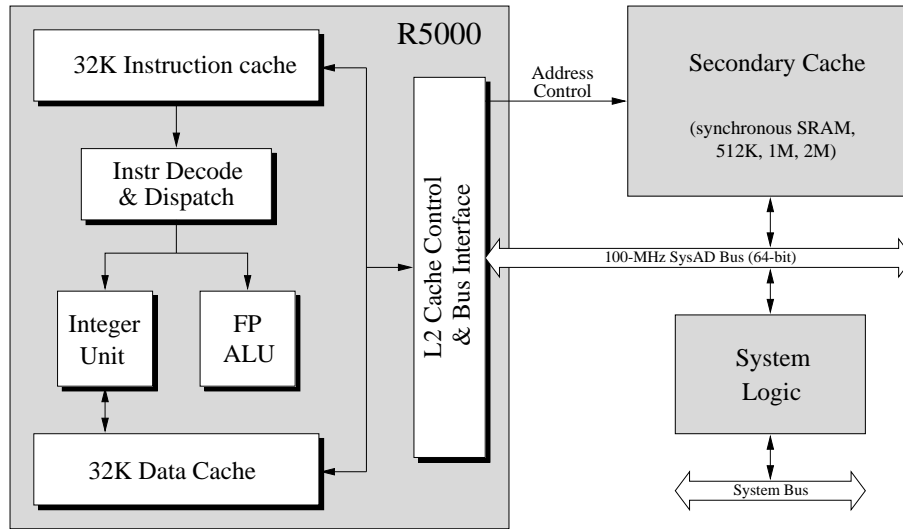 R5000
32K Instruction cache
Instr Decode
& Dispatch
Integer
Unit
FP
ALU
32K Data Cache
L2 Cache Control
& Bus Interface
Address
Control
Secondary Cache
(synchronous SRAM,
512K, 1M, 2M)
100-MHz SysAD Bus (64-bit)
System
Logic
System Bus